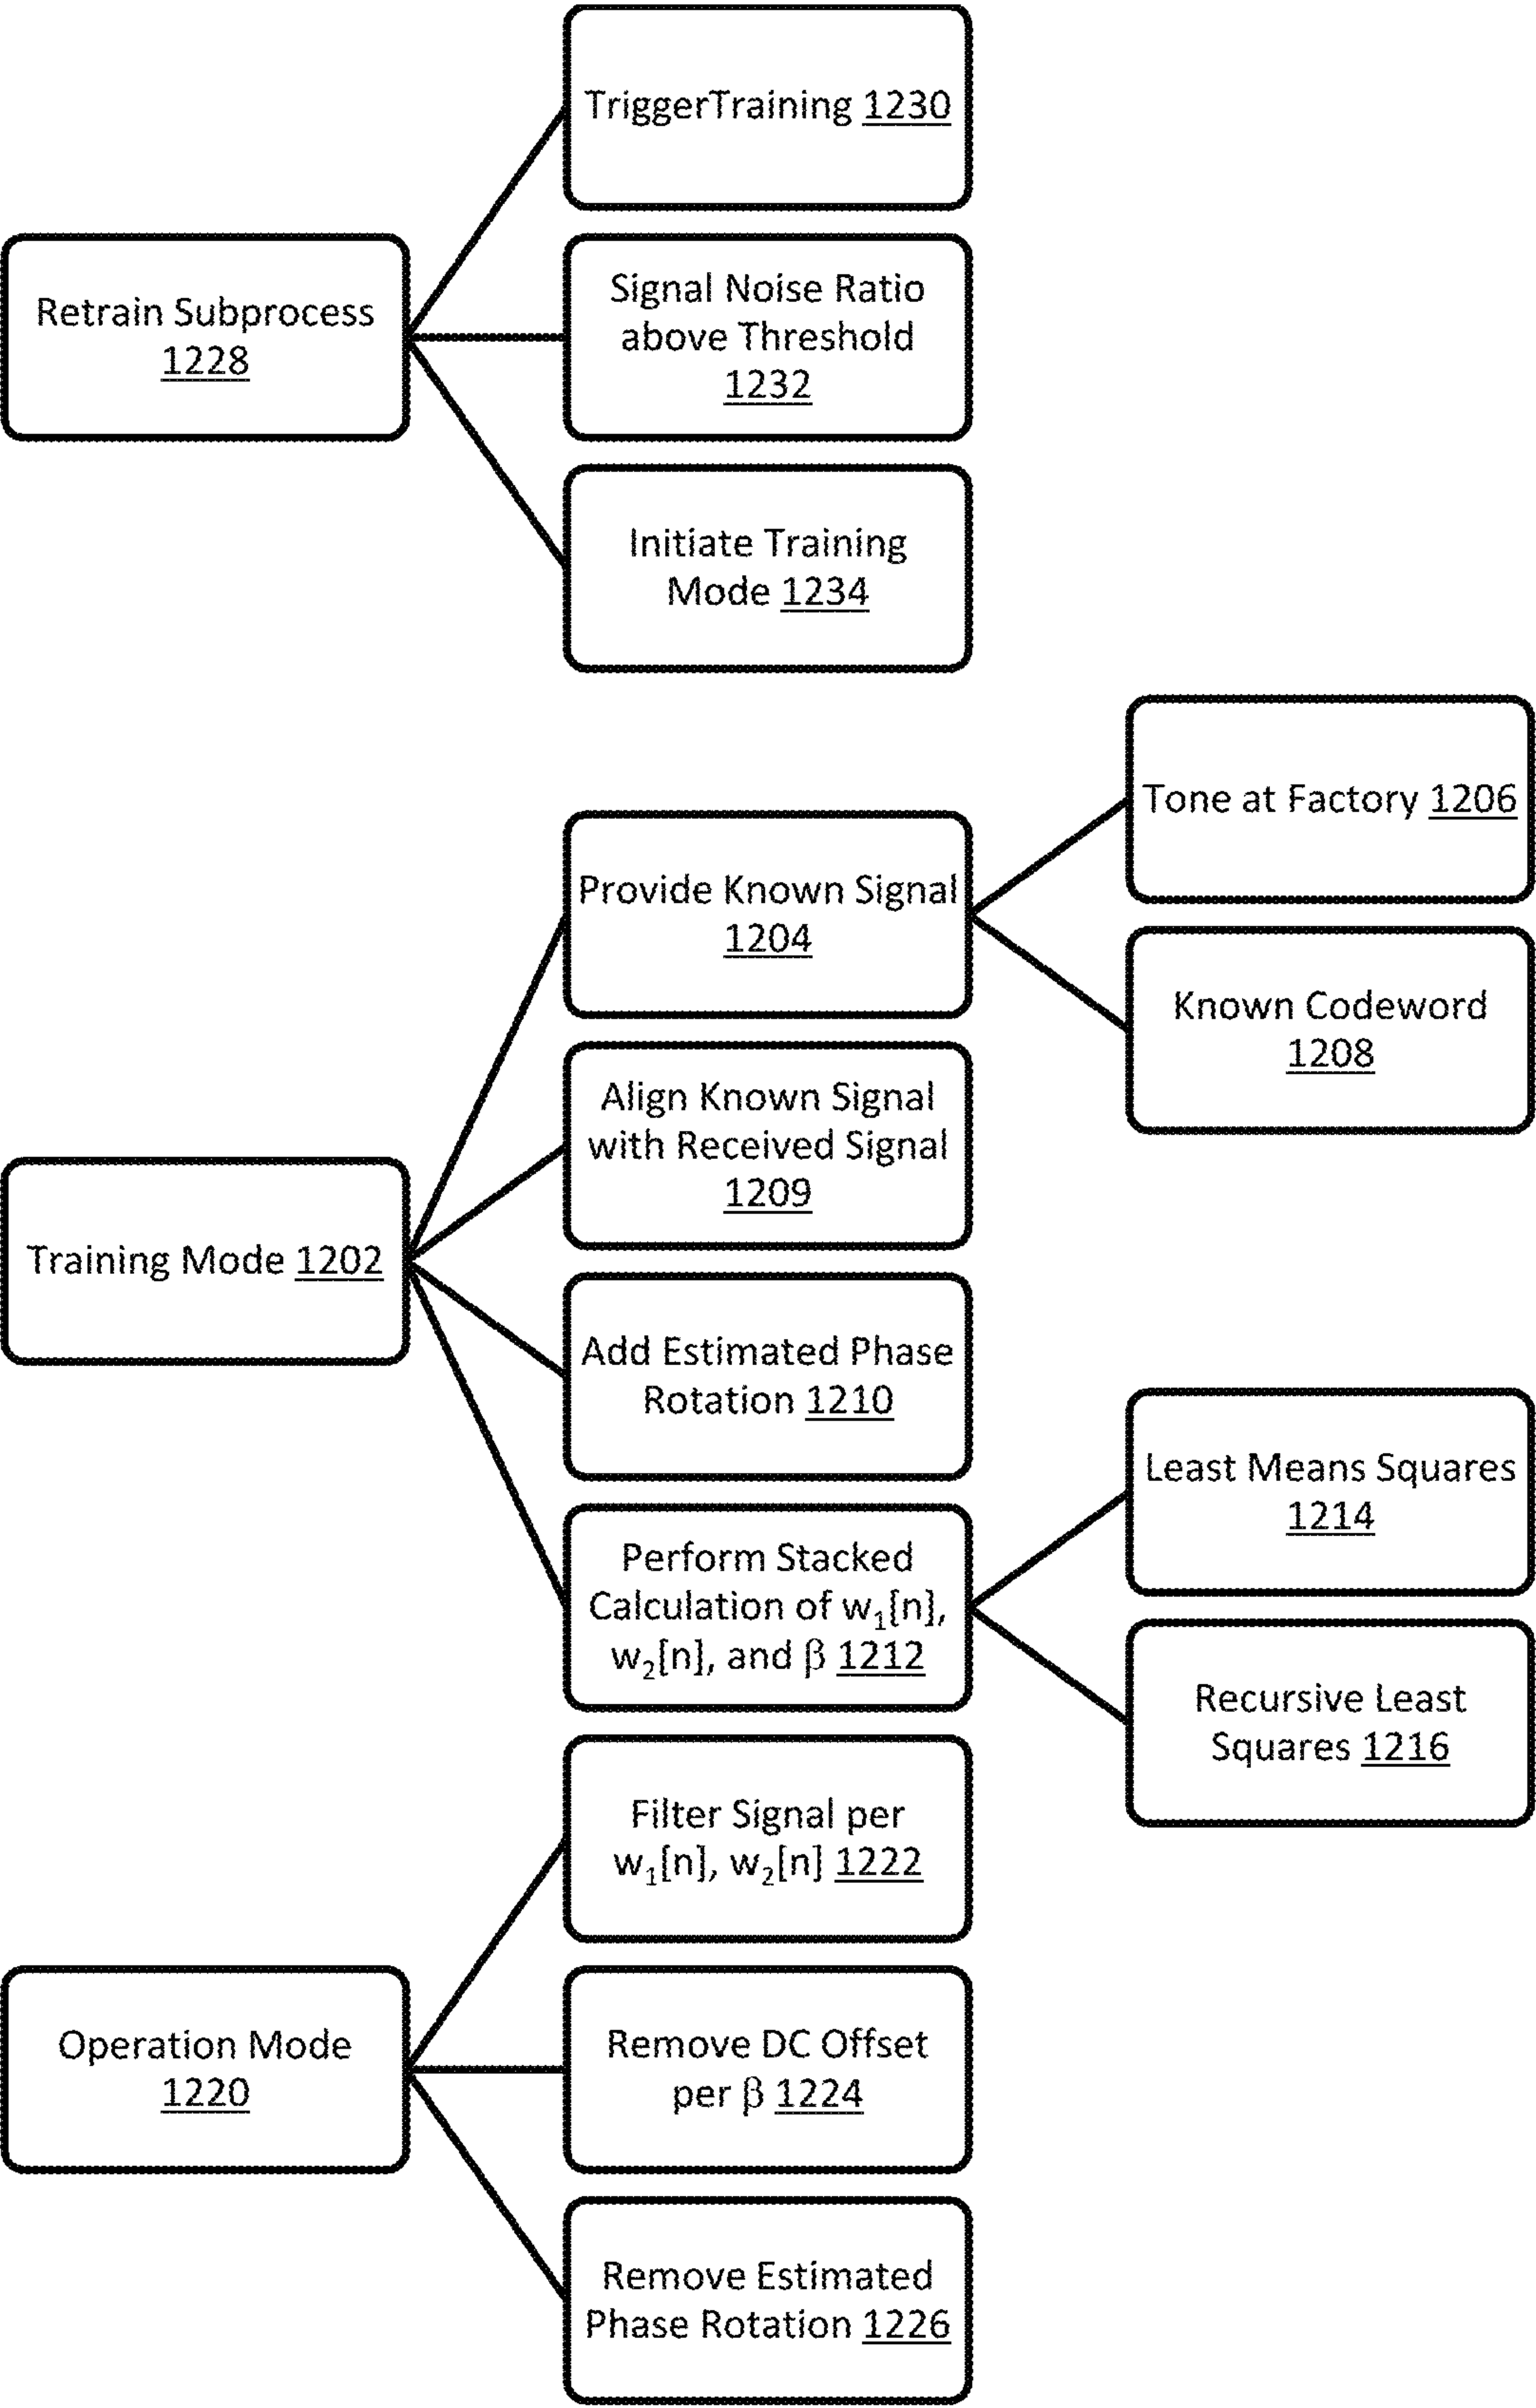 TriggerTraining 1230
Retrain Subprocess
1228
Signal Noise Ratio
above Threshold
1232
Initiate Training
Mode 1234
Tone at Factory 1206
Provide Known Signal
1204
Known Codeword
1208
Align Known Signal
with Received Signal
1209
Training Mode 1202
Add Estimated Phase
Rotation 1210
Least Means Squares
1214
Perform Stacked
Calculation of w₁[n],
w₂[n], and β 1212
Recursive Least
Squares 1216
Filter Signal per
w₁[n], w₂[n] 1222
Operation Mode
1220
Remove DC Offset
per β 1224
Remove Estimated
Phase Rotation 1226